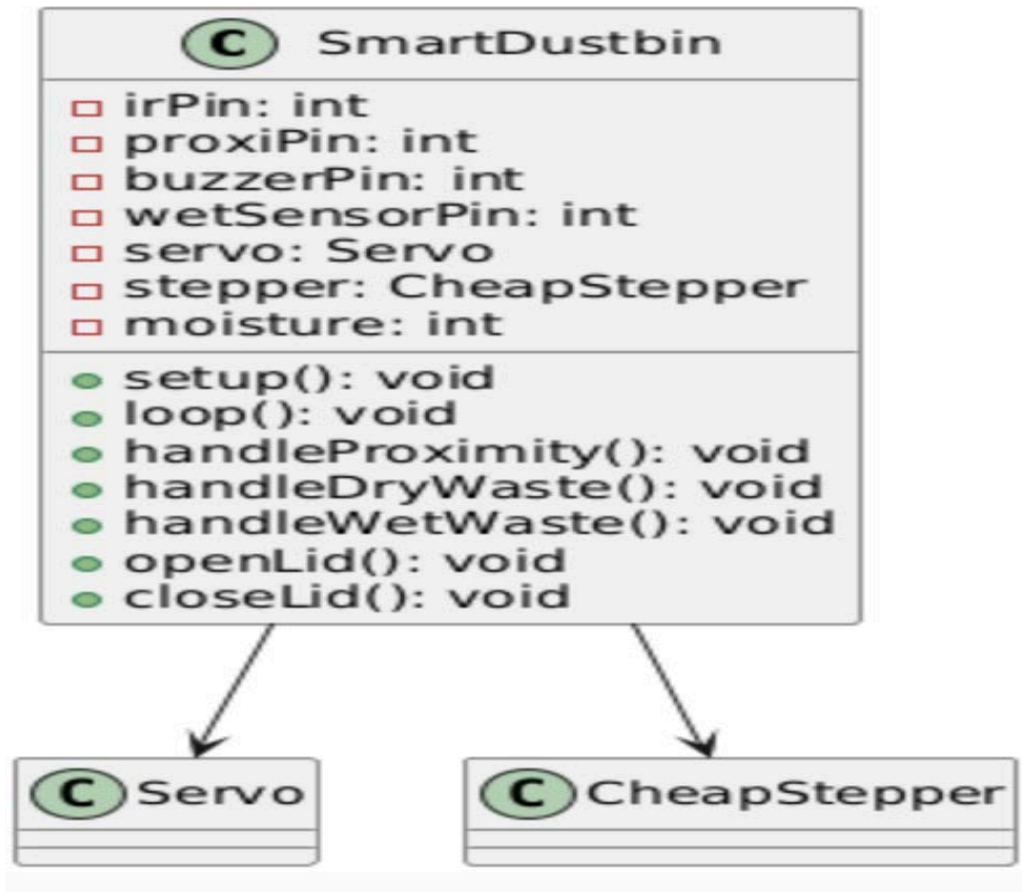 C SmartDustbin
irPin: int
proxiPin: int
buzzerPin: int
wetSensorPin: int
servo: Servo
stepper: CheapStepper
moisture: int
setup(): void
loop(): void
handleProximity(): void
handleDryWaste(): void
handleWetWaste(): void
openLid(): void
closeLid(): void
C Servo
C CheapStepper